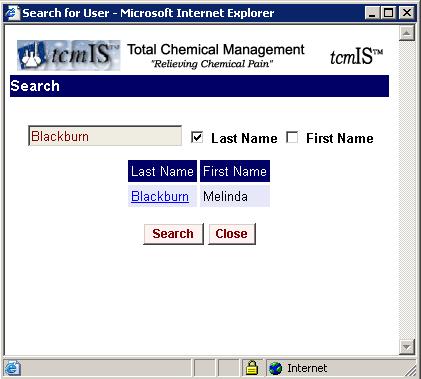 Search for User - Microsoft Internet Explorer
tcmIS™ Total Chemical Management tcmIS™
"Relieving Chemical Pain"
Search
Blackburn Last Name First Name
Last Name First Name
Blackburn Melinda
Search Close
Internet